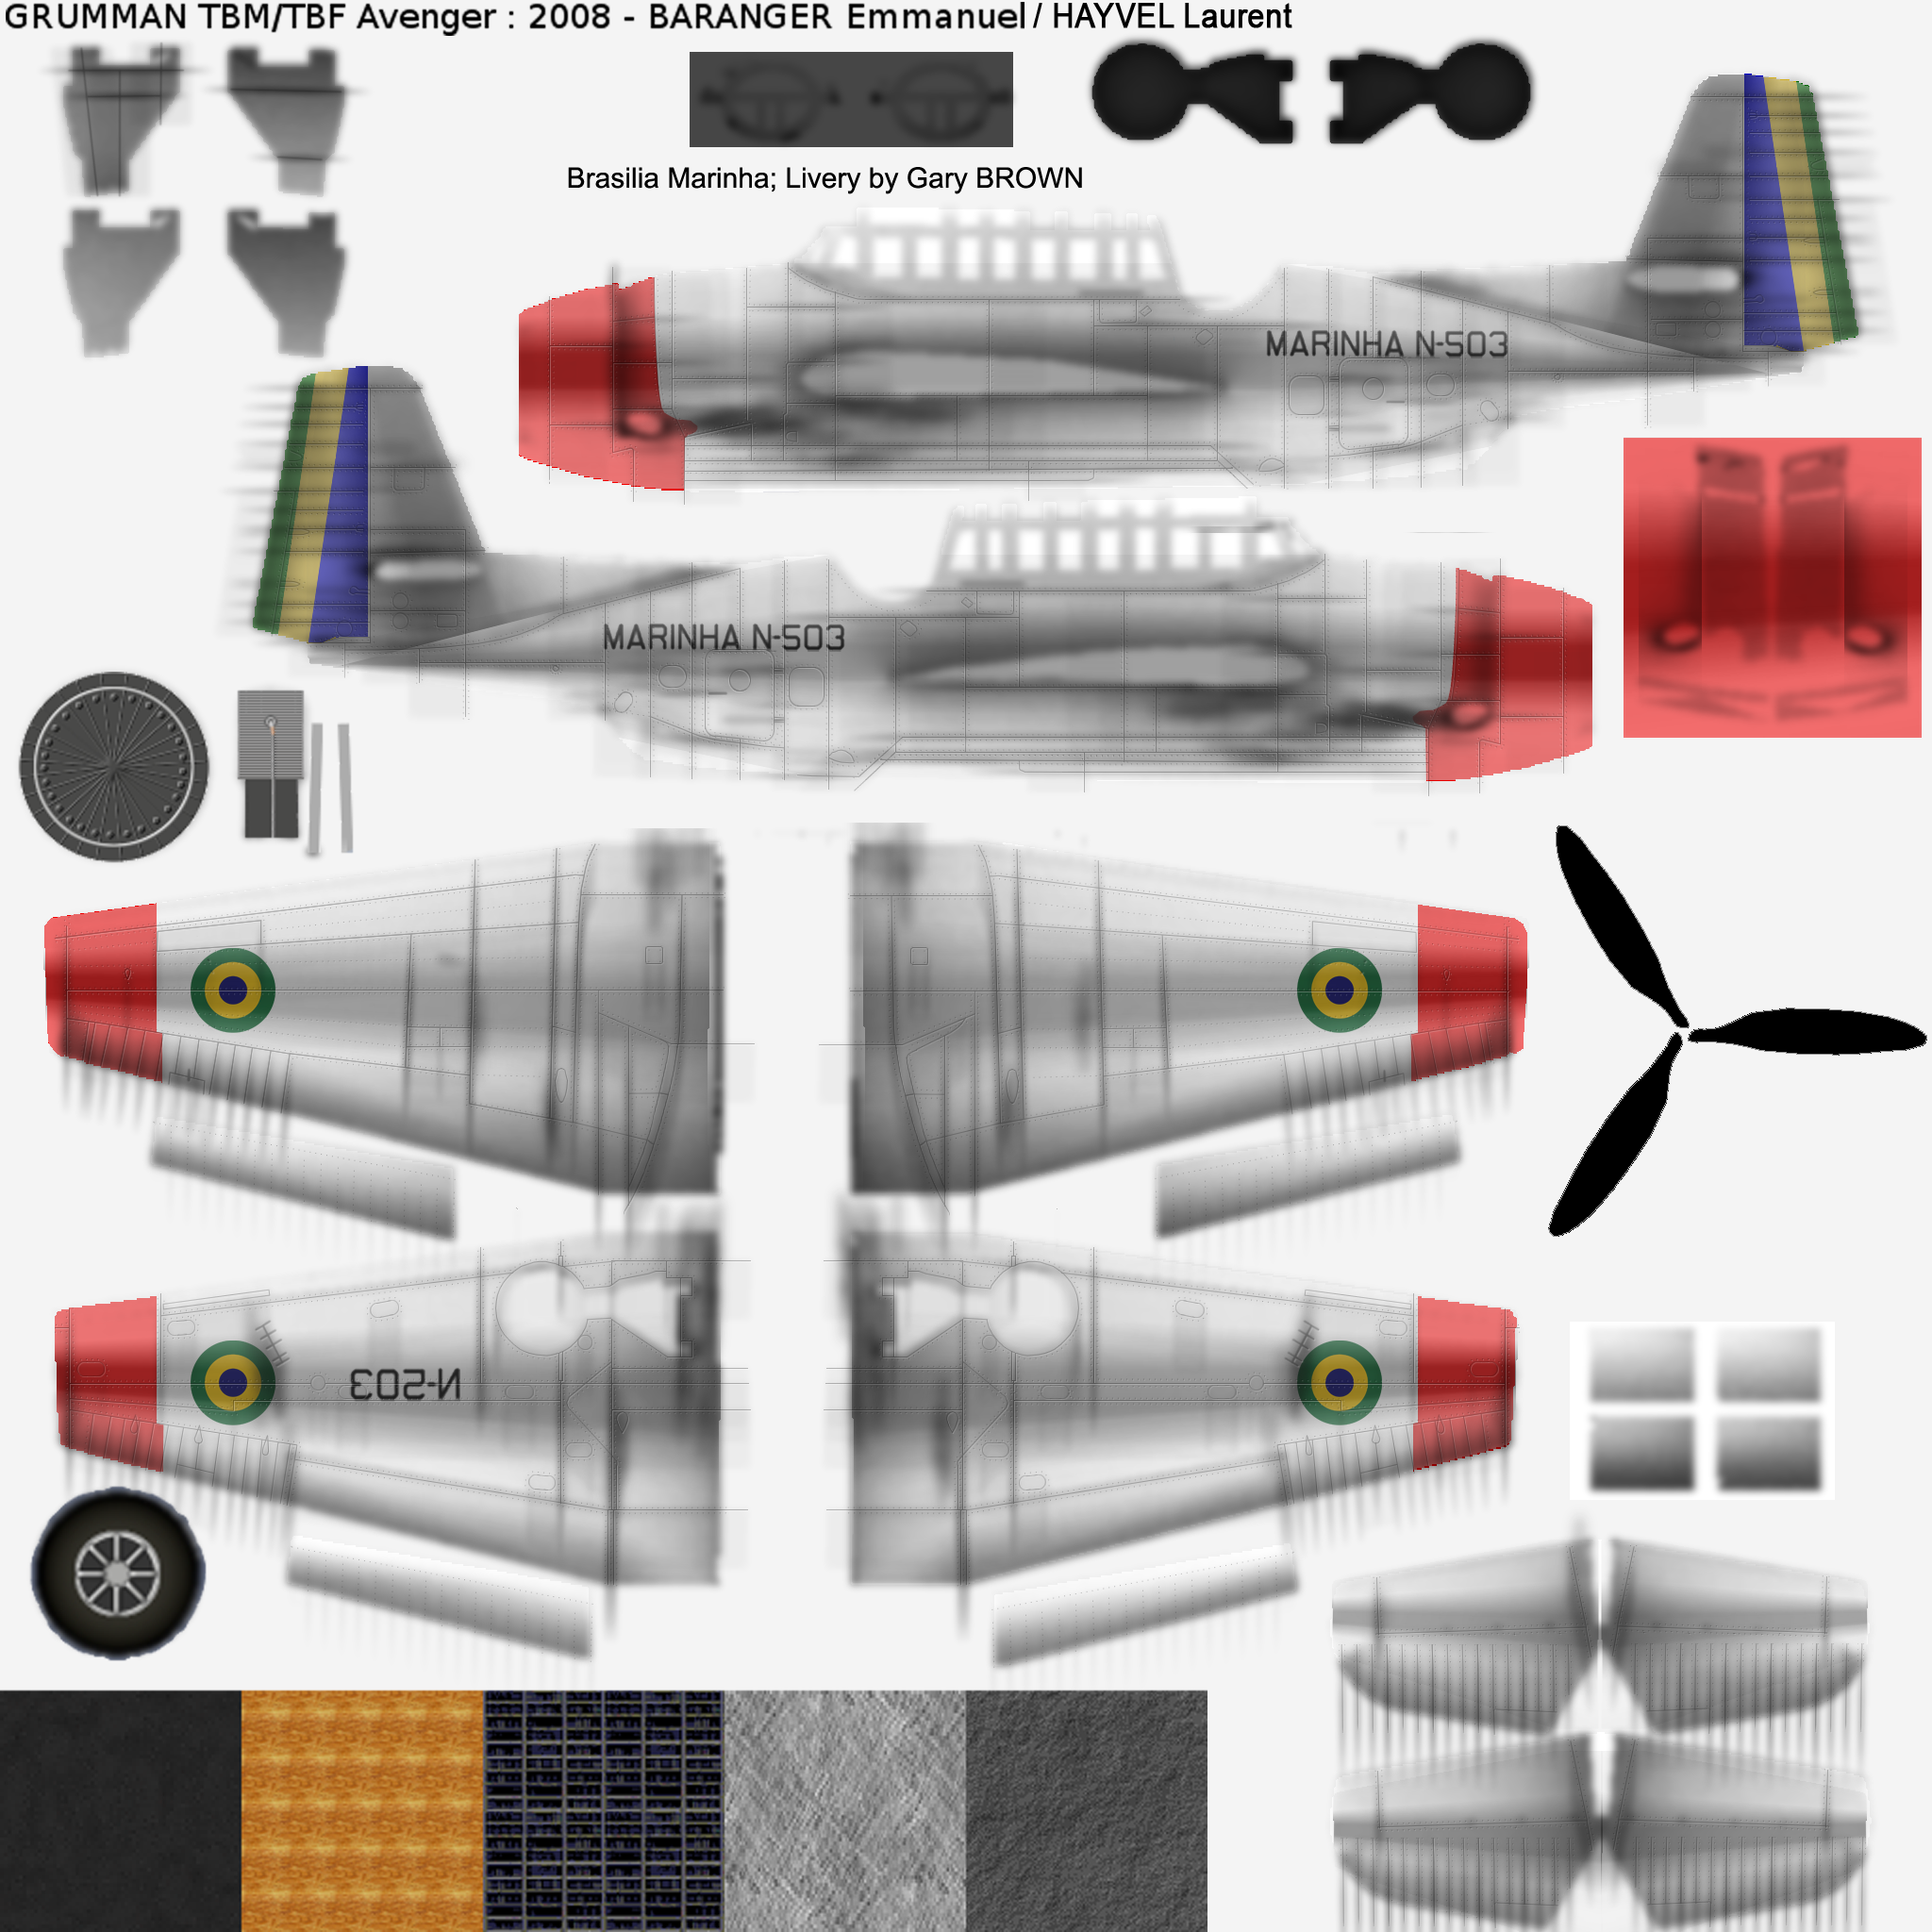 GRUMMAN TBM/TBF Avenger : 2008 - BARANGER Emmanuel / HAYVEL Laurent
Brasilia Marinha; Livery by Gary BROWN
MARINHA N-503
MARINHA N-503
N-503